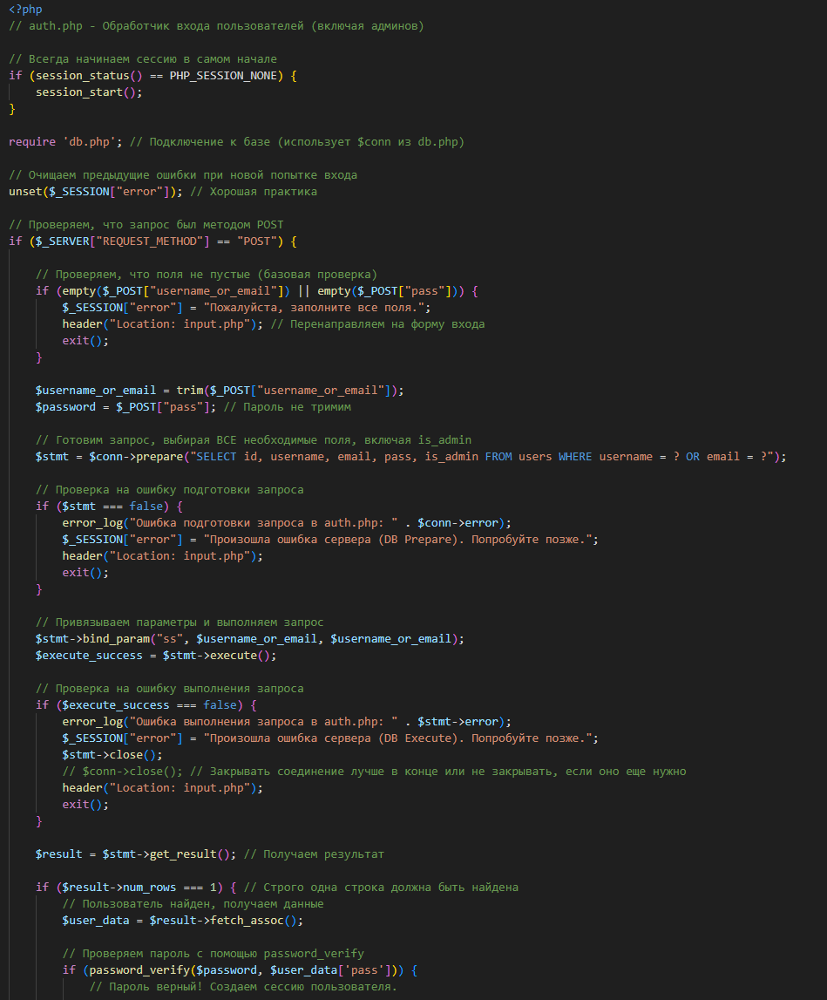 <?php
// auth.php - Обработчик входа пользователей (включая админов)

// Всегда начинаем сессию в самом начале
if (session_status() == PHP_SESSION_NONE) {
    session_start();
}

require 'db.php'; // Подключение к базе (использует $conn из db.php)

// Очищаем предыдущие ошибки при новой попытке входа
unset($_SESSION["error"]); // Хорошая практика

// Проверяем, что запрос был методом POST
if ($_SERVER["REQUEST_METHOD"] == "POST") {

    // Проверяем, что поля не пустые (базовая проверка)
    if (empty($_POST["username_or_email"]) || empty($_POST["pass"])) {
        $_SESSION["error"] = "Пожалуйста, заполните все поля.";
        header("Location: input.php"); // Перенаправляем на форму входа
        exit();
    }

    $username_or_email = trim($_POST["username_or_email"]);
    $password = $_POST["pass"]; // Пароль не тримим

    // Готовим запрос, выбирая ВСЕ необходимые поля, включая is_admin
    $stmt = $conn->prepare("SELECT id, username, email, pass, is_admin FROM users WHERE username = ? OR email = ?");

    // Проверка на ошибку подготовки запроса
    if ($stmt === false) {
        error_log("Ошибка подготовки запроса в auth.php: " . $conn->error);
        $_SESSION["error"] = "Произошла ошибка сервера (DB Prepare). Попробуйте позже.";
        header("Location: input.php");
        exit();
    }

    // Привязываем параметры и выполняем запрос
    $stmt->bind_param("ss", $username_or_email, $username_or_email);
    $execute_success = $stmt->execute();

    // Проверка на ошибку выполнения запроса
    if ($execute_success === false) {
        error_log("Ошибка выполнения запроса в auth.php: " . $stmt->error);
        $_SESSION["error"] = "Произошла ошибка сервера (DB Execute). Попробуйте позже.";
        $stmt->close();
        // $conn->close(); // Закрывать соединение лучше в конце или не закрывать, если оно еще нужно
        header("Location: input.php");
        exit();
    }

    $result = $stmt->get_result(); // Получаем результат

    if ($result->num_rows === 1) { // Строго одна строка должна быть найдена
        // Пользователь найден, получаем данные
        $user_data = $result->fetch_assoc();

        // Проверяем пароль с помощью password_verify
        if (password_verify($password, $user_data['pass'])) {
            // Пароль верный! Создаем сессию пользователя.